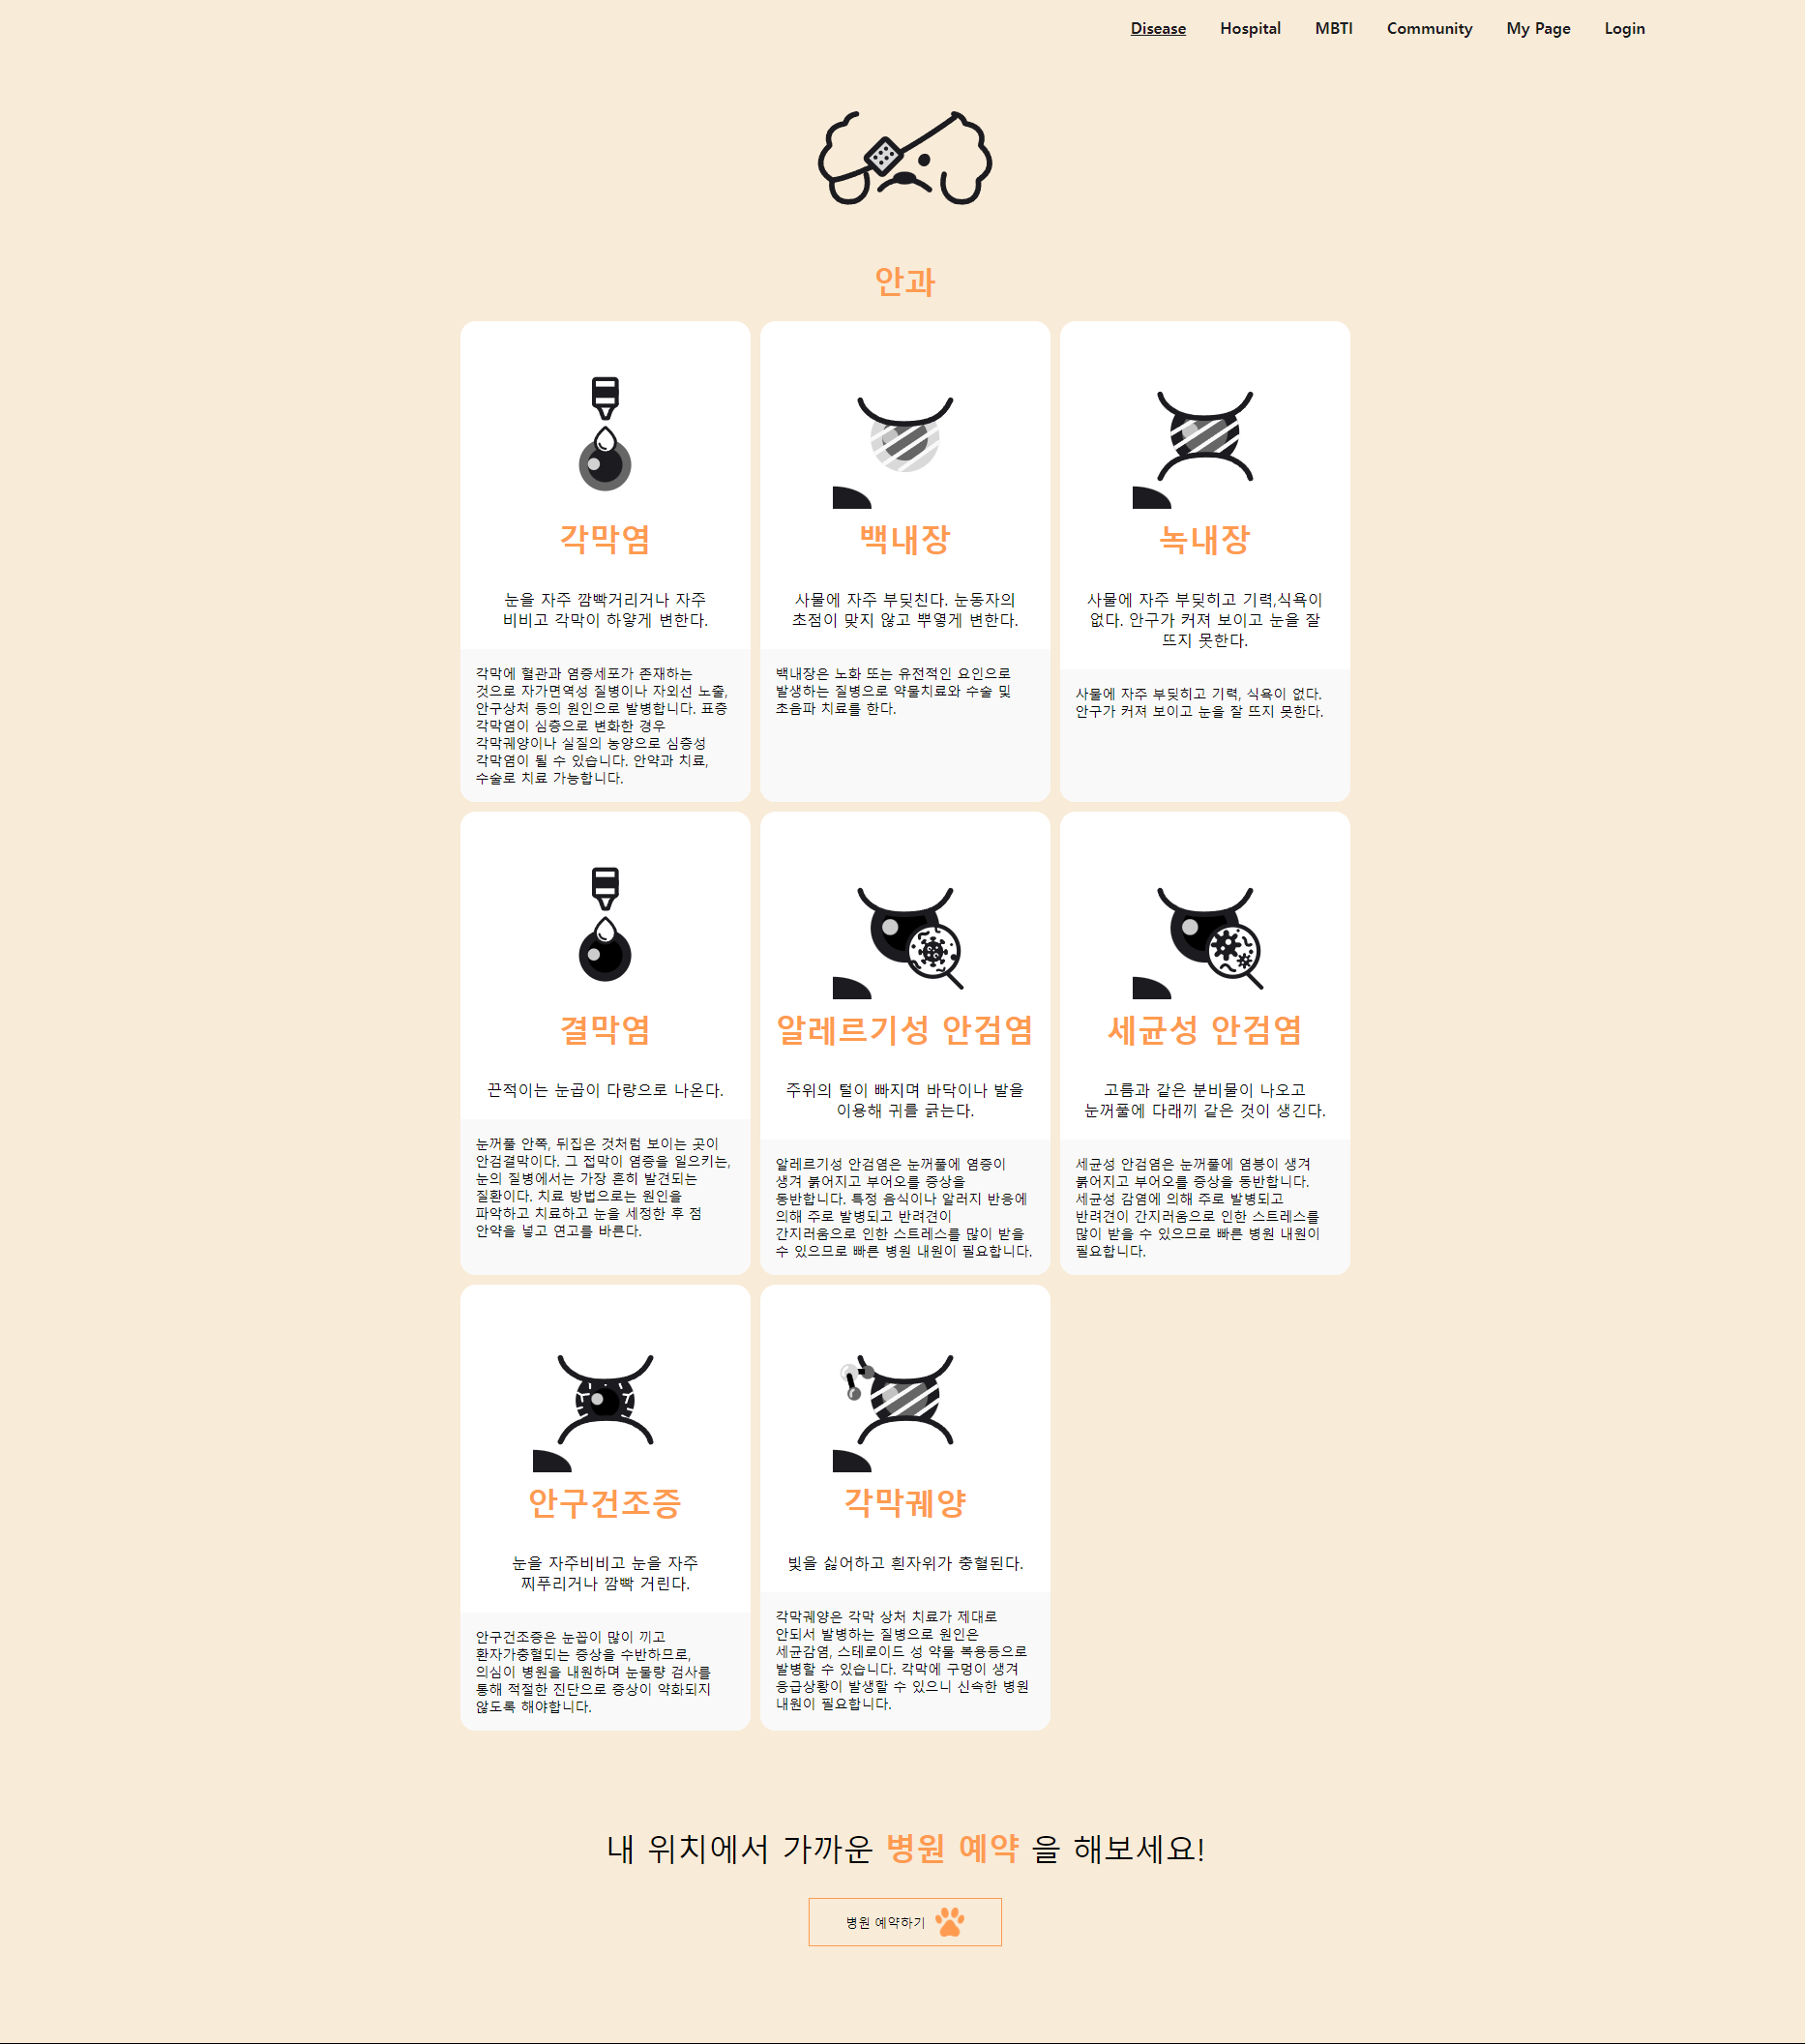 Disease Hospital MBTI Community My Page Login
안과
각막염
눈을 자주 깜빡거리거나 자주
비비고 각막이 하얗게 변한다.
각막에 혈관과 염증세포가 존재하는
것으로 자가면역성 질병이나 자외선 노출,
안구상처 등의 원인으로 발병합니다. 표층
각막염이 심층으로 변화한 경우
각막궤양이나 실질의 농양으로 심층성
각막염이 될 수 있습니다. 안약과 치료,
수술로 치료 가능합니다.
백내장
사물에 자주 부딪친다. 눈동자의
초점이 맞지 않고 뿌옇게 변한다.
백내장은 노화 또는 유전적인 요인으로
발생하는 질병으로 약물치료와 수술 및
초음파 치료를 한다.
녹내장
사물에 자주 부딪히고 기력,식욕이
없다. 안구가 커져 보이고 눈을 잘
뜨지 못한다.
사물에 자주 부딪히고 기력, 식욕이 없다.
안구가 커져 보이고 눈을 잘 뜨지 못한다.
결막염
끈적이는 눈곱이 다량으로 나온다.
눈꺼풀 안쪽, 뒤집은 것처럼 보이는 곳이
안검결막이다. 그 접막이 염증을 일으키는,
눈의 질병에서는 가장 흔히 발견되는
질환이다. 치료 방법으로는 원인을
파악하고 치료하고 눈을 세정한 후 점
안약을 넣고 연고를 바른다.
알레르기성 안검염
주위의 털이 빠지며 바닥이나 발을
이용해 귀를 긁는다.
알레르기성 안검염은 눈꺼풀에 염증이
생겨 붉어지고 부어오를 증상을
동반합니다. 특정 음식이나 알러지 반응에
의해 주로 발병되고 반려견이
간지러움으로 인한 스트레스를 많이 받을
수 있으므로 빠른 병원 내원이 필요합니다.
세균성 안검염
고름과 같은 분비물이 나오고
눈꺼풀에 다래끼 같은 것이 생긴다.
세균성 안검염은 눈꺼풀에 염븡이 생겨
붉어지고 부어오를 증상을 동반합니다.
세균성 감염에 의해 주로 발병되고
반려견이 간지러움으로 인한 스트레스를
많이 받을 수 있으므로 빠른 병원 내원이
필요합니다.
안구건조증
눈을 자주비비고 눈을 자주
찌푸리거나 깜빡 거린다.
안구건조증은 눈꼽이 많이 끼고
환자가충혈되는 증상을 수반하므로,
의심이 병원을 내원하며 눈물량 검사를
통해 적절한 진단으로 증상이 약화되지
않도록 해야합니다.
각막궤양
빛을 싫어하고 흰자위가 충혈된다.
각막궤양은 각막 상처 치료가 제대로
안되서 발병하는 질병으로 원인은
세균감염, 스테로이드 성 약물 복용등으로
발병할 수 있습니다. 각막에 구멍이 생겨
응급상황이 발생할 수 있으니 신속한 병원
내원이 필요합니다.
내 위치에서 가까운 병원 예약 을 해보세요!
병원 예약하기